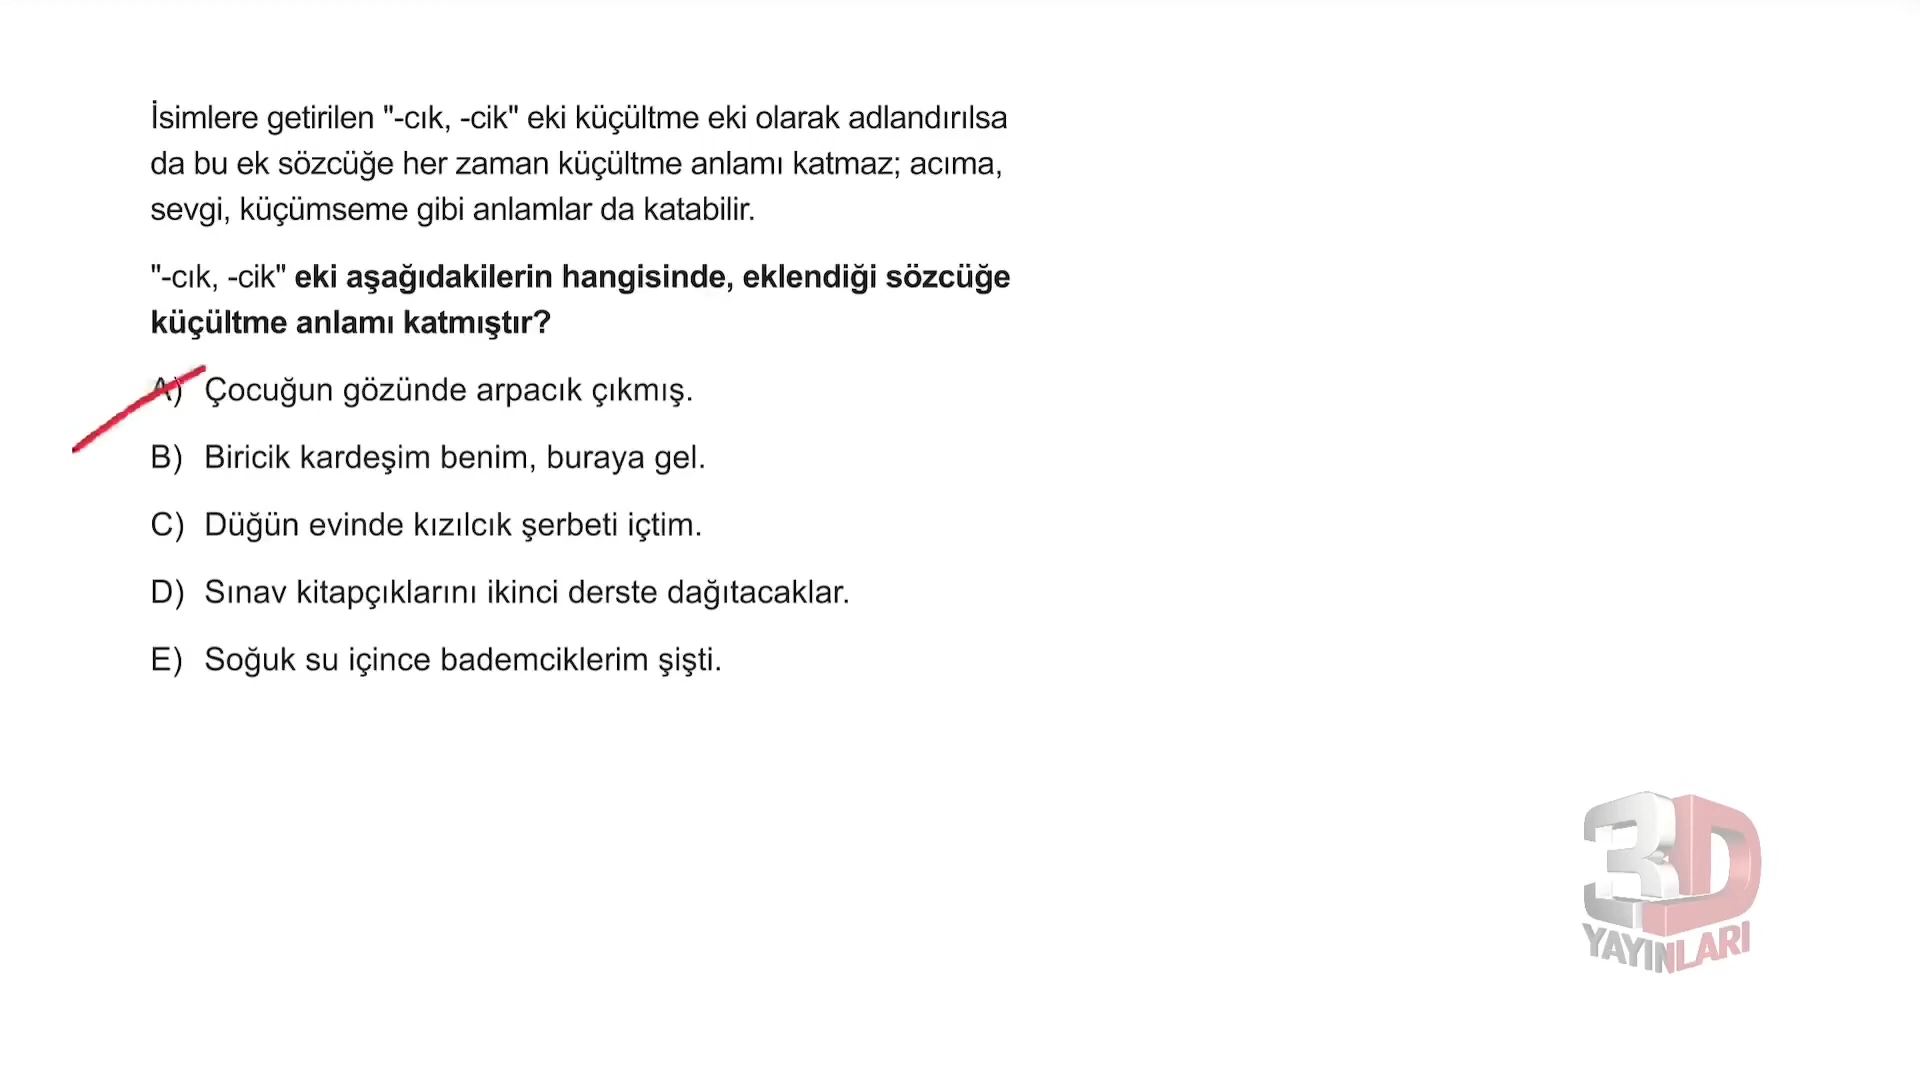 İsimlere getirilen "-cık, -cik" eki küçültme eki olarak adlandırılsa
da bu ek sözcüğe her zaman küçültme anlamı katmaz; acıma,
sevgi, küçümseme gibi anlamlar da katabilir.
"-cık, -cik" eki aşağıdakilerin hangisinde, eklendiği sözcüğe
küçültme anlamı katmıştır?
A) Çocuğun gözünde arpacık çıkmış.
B) Biricik kardeşim benim, buraya gel.
C) Düğün evinde kızılcık şerbeti içtim.
D) Sınav kitapçıklarını ikinci derste dağıtacaklar.
E) Soğuk su içince bademciklerim şişti.
3D
YAYINLARI